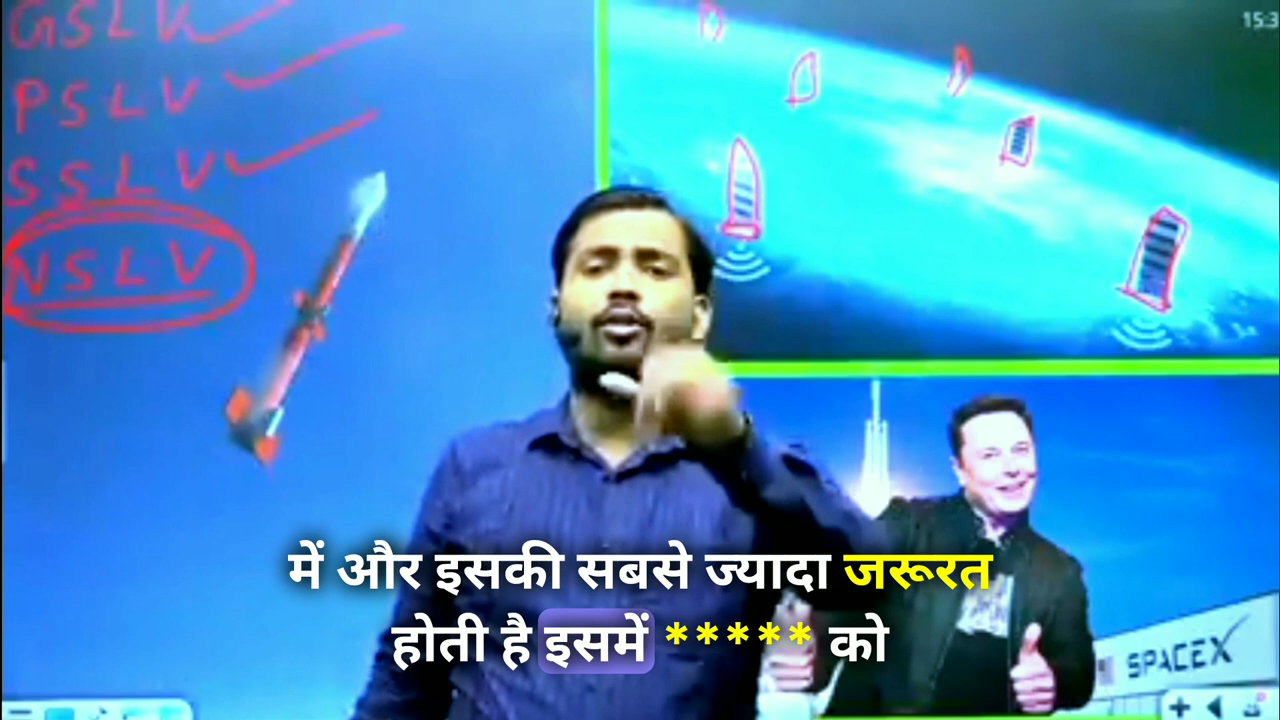 GSLV
PSLV
SSLV
NSLV
15:3
SPACEX
में और इसकी सबसे ज्यादा जरूरत
होती है इसमें ***** को